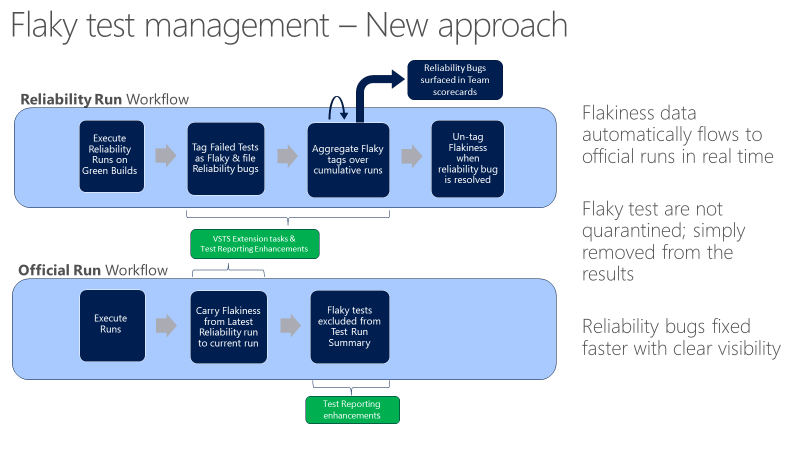 Flaky test management – New approach
Reliability Bugs
surfaced in Team
scorecards
Reliability Run Workflow
Execute
Reliability
Runs on
Green Builds
Tag Failed Tests
as Flaky & file
Reliability bugs
Aggregate Flaky
tags over
cumulative runs
Un-tag
Flakiness
when
reliability bug
is resolved
VSTS Extension tasks &
Test Reporting Enhancements
Official Run Workflow
Execute
Runs
Carry Flakiness
from Latest
Reliability run
to current run
Flaky tests
excluded from
Test Run
Summary
Test Reporting
enhancements
Flakiness data
automatically flows to
official runs in real time
Flaky test are not
quarantined; simply
removed from the
results
Reliability bugs fixed
faster with clear visibility